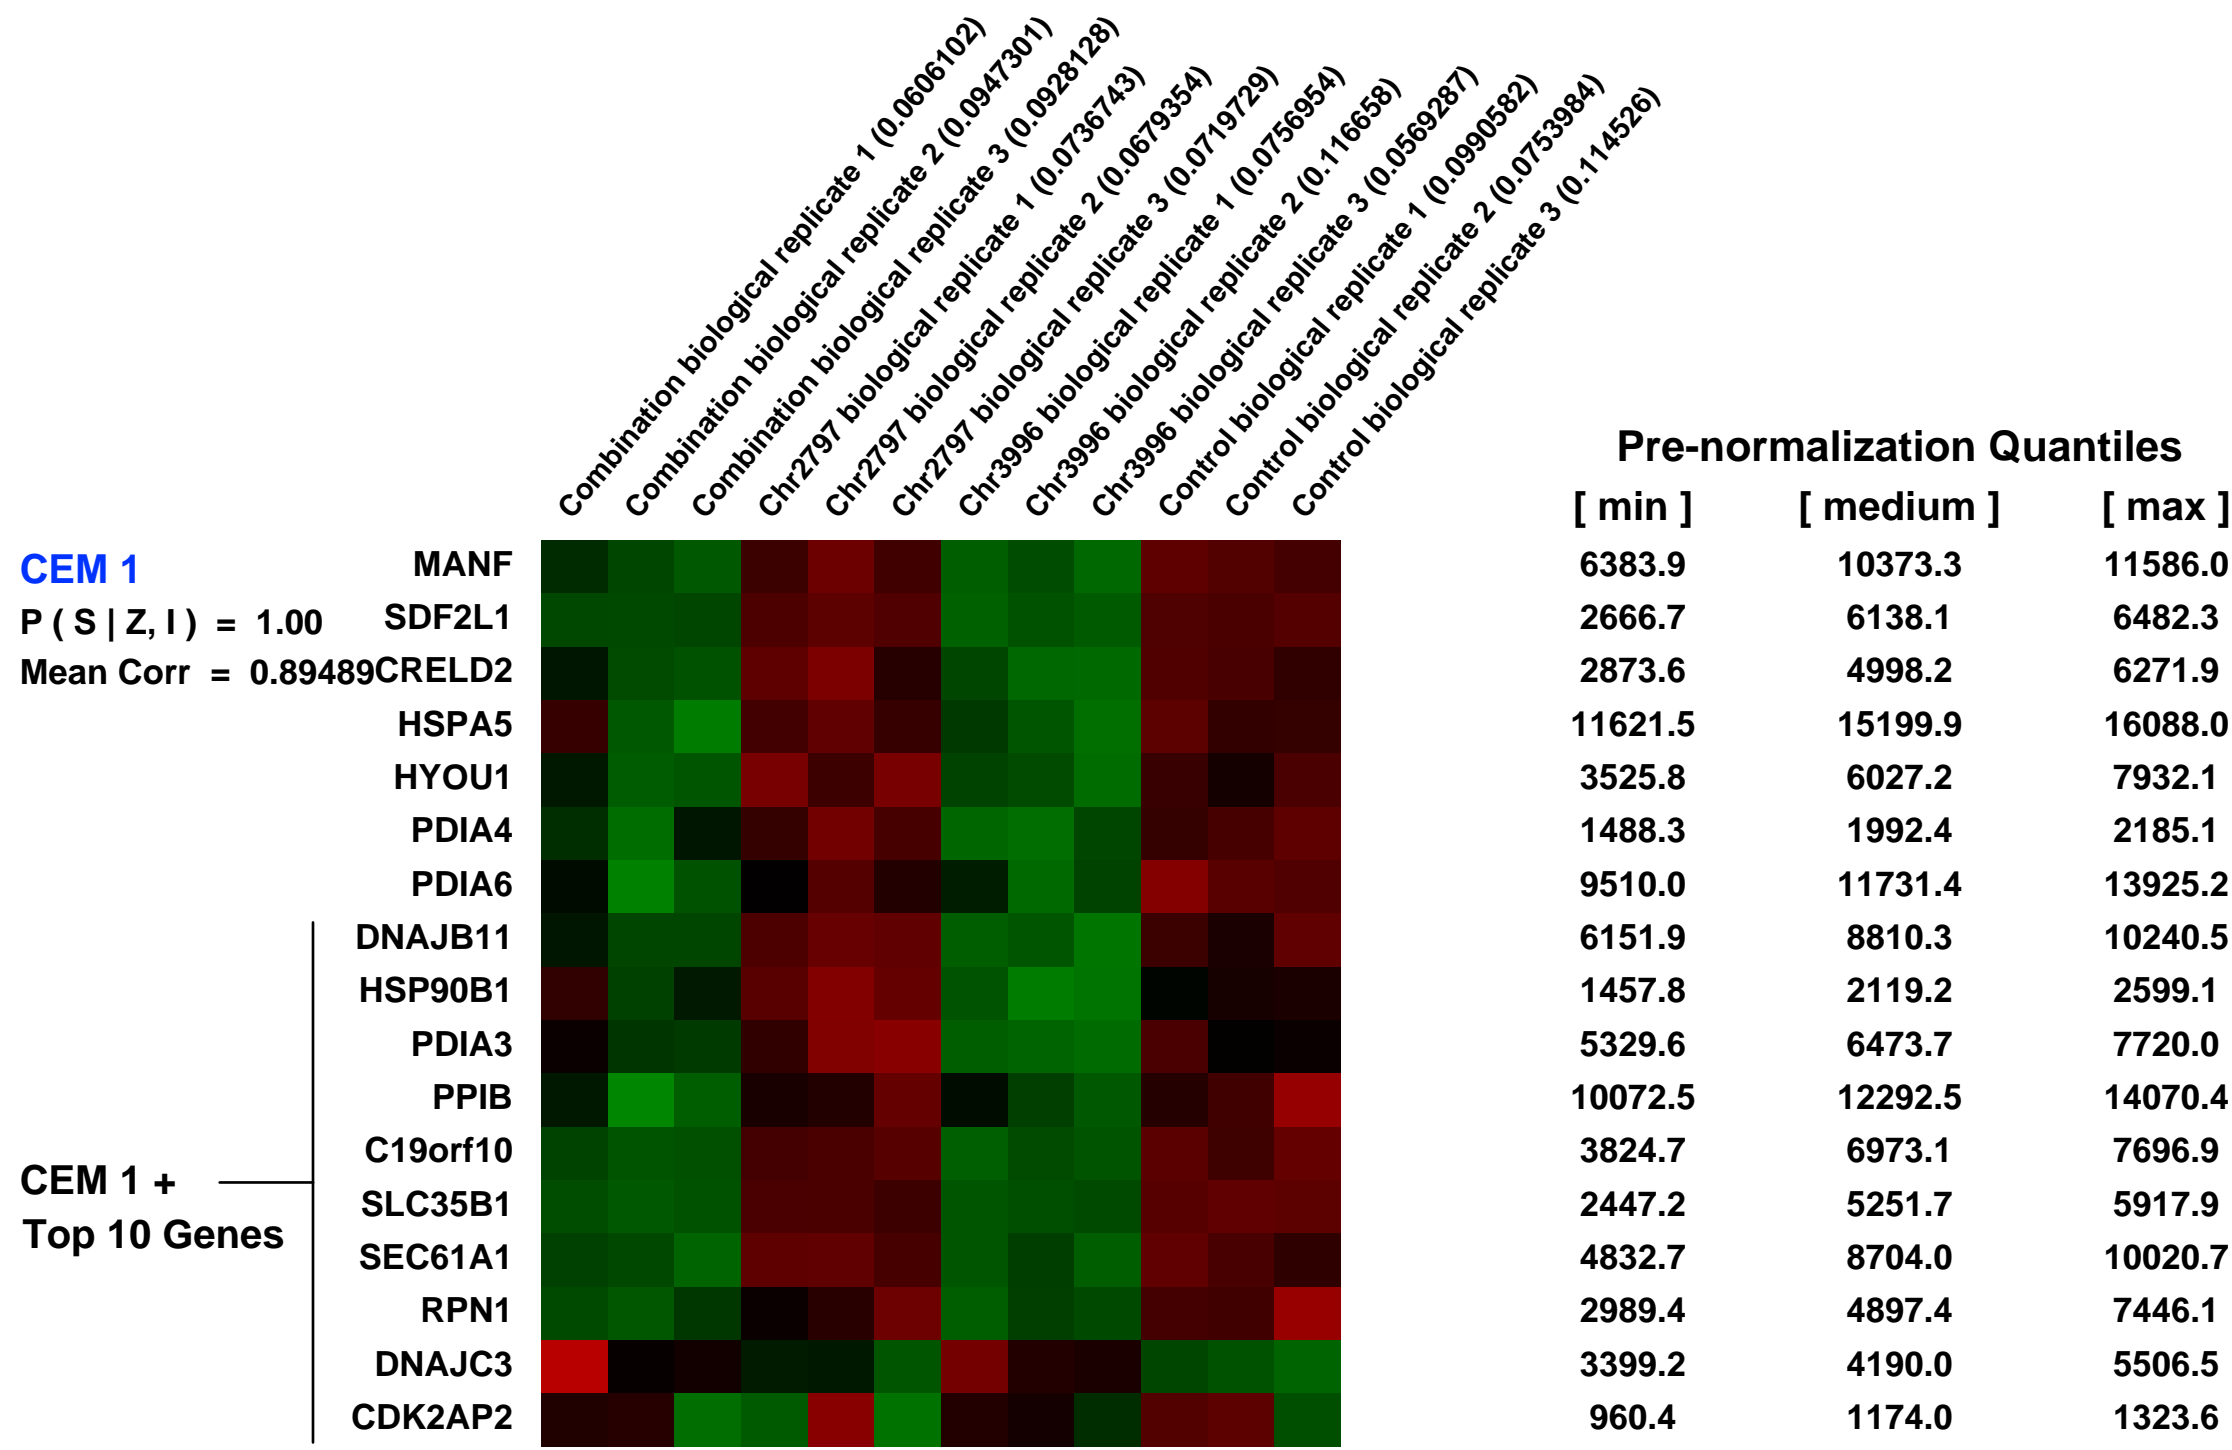 Combination biological replicate 1 (0.0606102)
Combination biological replicate 2 (0.0947301)
Combination biological replicate 3 (0.0928128)
Chr2797 biological replicate 1 (0.0736743)
Chr2797 biological replicate 2 (0.0679354)
Chr2797 biological replicate 3 (0.0719729)
Chr3996 biological replicate 1 (0.0756954)
Chr3996 biological replicate 2 (0.116658)
Chr3996 biological replicate 3 (0.0569287)
Control biological replicate 1 (0.0990582)
Control biological replicate 2 (0.0753984)
Control biological replicate 3 (0.114526)
Pre-normalization Quantiles
[ min ] [ medium ] [ max ]
CEM 1 MANF 6383.9 10373.3 11586.0
P ( S | Z, I ) = 1.00 SDF2L1 2666.7 6138.1 6482.3
Mean Corr = 0.89489 CRELD2 2873.6 4998.2 6271.9
HSPA5 11621.5 15199.9 16088.0
HYOU1 3525.8 6027.2 7932.1
PDIA4 1488.3 1992.4 2185.1
PDIA6 9510.0 11731.4 13925.2
DNAJB11 6151.9 8810.3 10240.5
HSP90B1 1457.8 2119.2 2599.1
PDIA3 5329.6 6473.7 7720.0
PPIB 10072.5 12292.5 14070.4
C19orf10 3824.7 6973.1 7696.9
CEM 1 +
SLC35B1 2447.2 5251.7 5917.9
Top 10 Genes
SEC61A1 4832.7 8704.0 10020.7
RPN1 2989.4 4897.4 7446.1
DNAJC3 3399.2 4190.0 5506.5
CDK2AP2 960.4 1174.0 1323.6